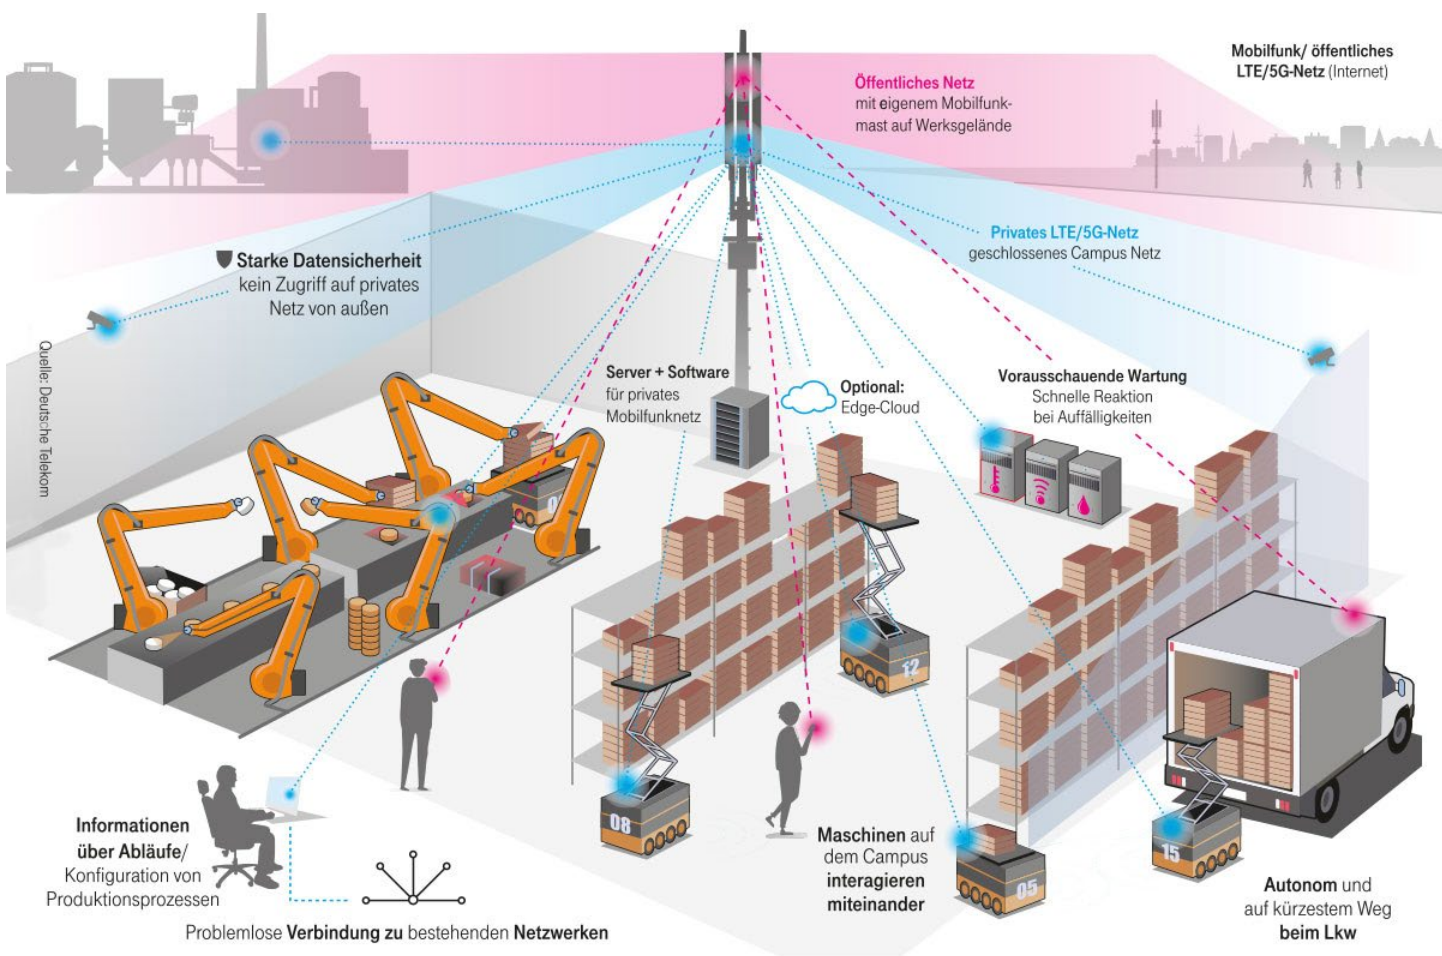 Mobilfunk/ öffentliches
LTE/5G-Netz (Internet)
Öffentliches Netz
mit eigenem Mobilfunk-
mast auf Werksgelände
Privates LTE/5G-Netz
geschlossenes Campus Netz
Starke Datensicherheit
kein Zugriff auf privates
Netz von außen
Quelle: Deutsche Telekom
Server + Software
für privates
Mobilfunknetz
Optional:
Edge-Cloud
Vorausschauende Wartung
Schnelle Reaktion
bei Auffälligkeiten
12
08
05
15
Informationen
über Abläufe/
Konfiguration von
Produktionsprozessen
Problemlose Verbindung zu bestehenden Netzwerken
Maschinen auf
dem Campus
interagieren
miteinander
Autonom und
auf kürzestem Weg
beim Lkw